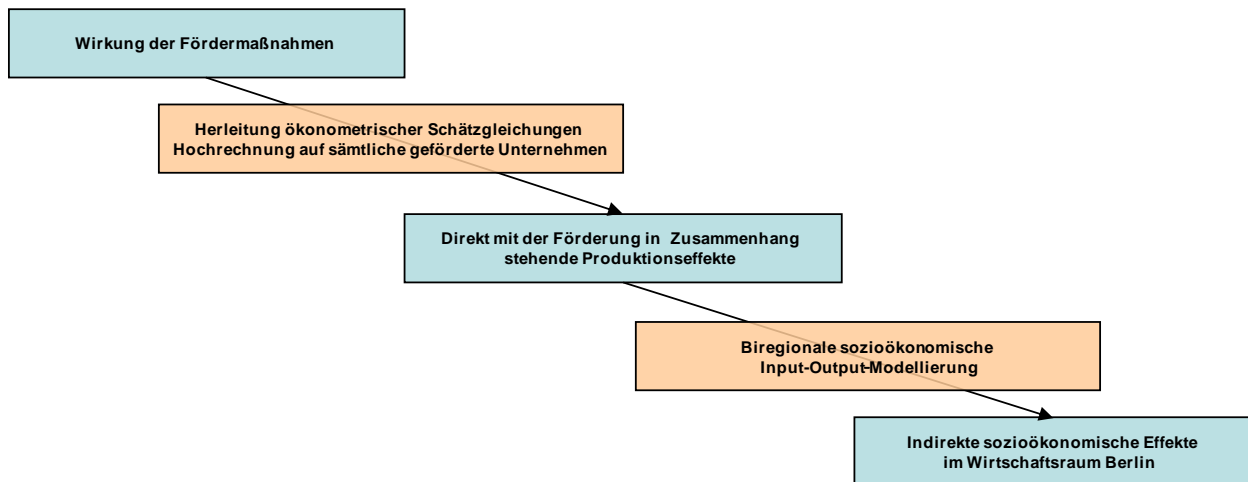 Wirkung der Fördermaßnahmen
Herleitung ökonometrischer Schätzgleichungen
Hochrechnung auf sämtliche geförderte Unternehmen
Direkt mit der Förderung in Zusammenhang
stehende Produktionseffekte
Biregionale sozioökonomische
Input-Output-Modellierung
Indirekte sozioökonomische Effekte
im Wirtschaftsraum Berlin